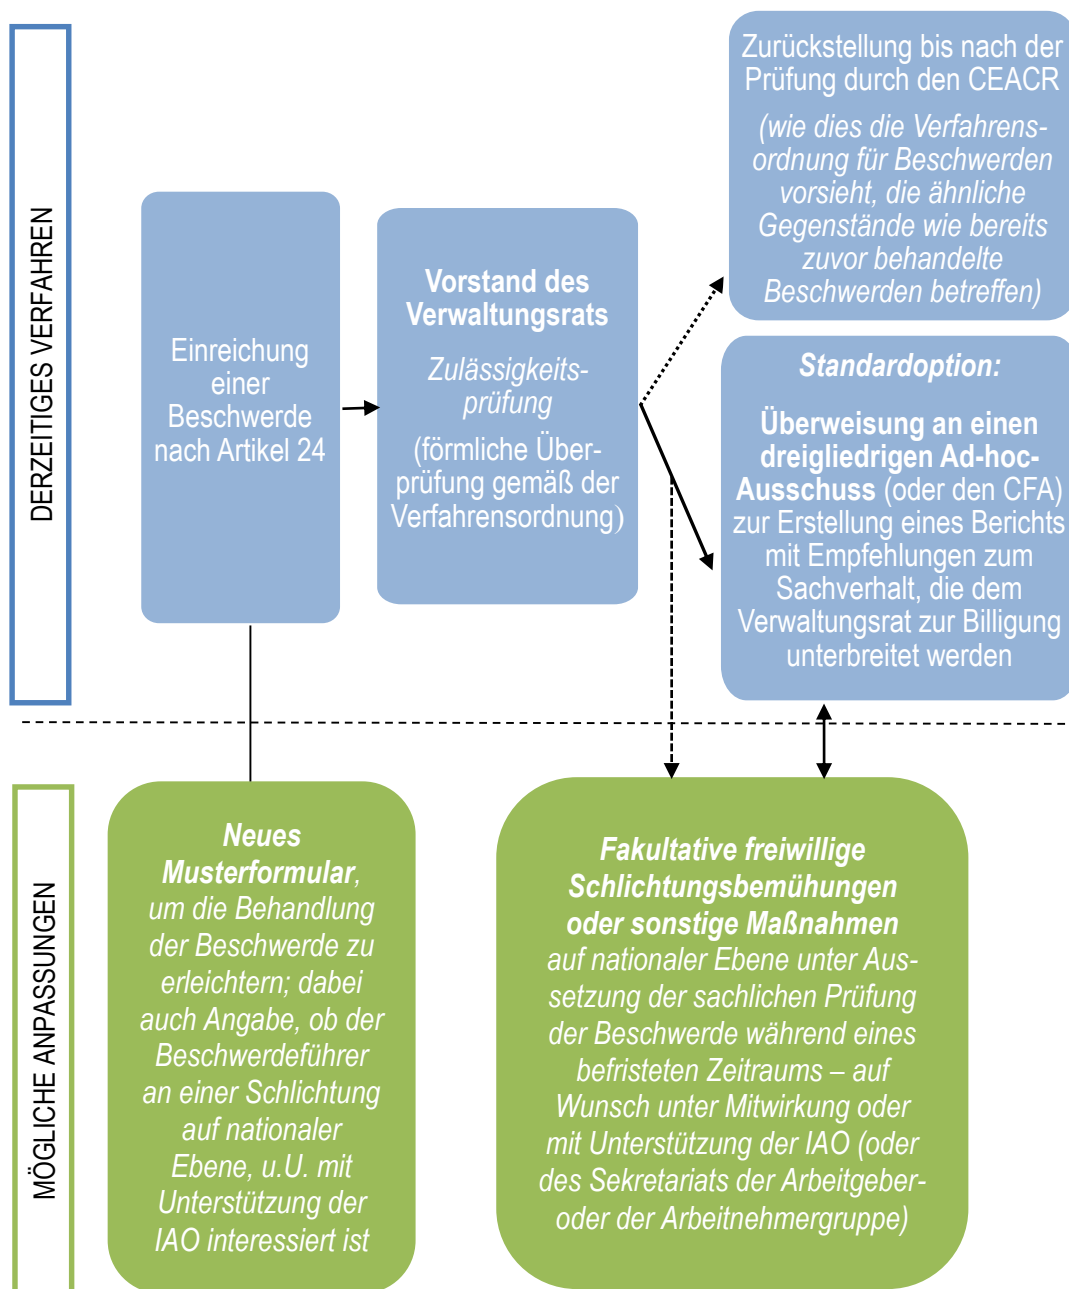 DERZEITIGES VERFAHREN
Einreichung
einer
Beschwerde
nach Artikel 24
Vorstand des
Verwaltungsrats
Zulässigkeits-
prüfung
(förmliche Über-
prüfung gemäß der
Verfahrensordnung)
Zurückstellung bis nach der
Prüfung durch den CEACR
(wie dies die Verfahrens-
ordnung für Beschwerden
vorsieht, die ähnliche
Gegenstände wie bereits
zuvor behandelte
Beschwerden betreffen)
Standardoption:
Überweisung an einen
dreigliedrigen Ad-hoc-
Ausschuss (oder den CFA)
zur Erstellung eines Berichts
mit Empfehlungen zum
Sachverhalt, die dem
Verwaltungsrat zur Billigung
unterbreitet werden
MÖGLICHE ANPASSUNGEN
Neues
Musterformular,
um die Behandlung
der Beschwerde zu
erleichtern; dabei
auch Angabe, ob der
Beschwerdeführer
an einer Schlichtung
auf nationaler
Ebene, u.U. mit
Unterstützung der
IAO interessiert ist
Fakultative freiwillige
Schlichtungsbemühungen
oder sonstige Maßnahmen
auf nationaler Ebene unter Aus-
setzung der sachlichen Prüfung
der Beschwerde während eines
befristeten Zeitraums – auf
Wunsch unter Mitwirkung oder
mit Unterstützung der IAO (oder
des Sekretariats der Arbeitgeber-
oder der Arbeitnehmergruppe)